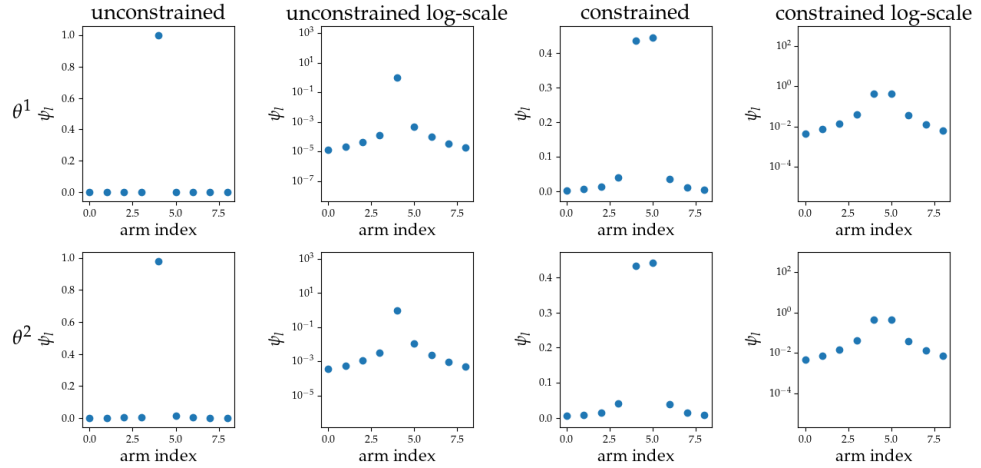 unconstrained
unconstrained log-scale
constrained
constrained log-scale
θ¹
ψ_l
1.0
0.8
0.6
0.4
0.2
0.0
0.0 2.5 5.0 7.5
arm index
ψ_l
10³
10¹
10⁻¹
10⁻³
10⁻⁵
10⁻⁷
0.0 2.5 5.0 7.5
arm index
ψ_l
0.4
0.3
0.2
0.1
0.0
0.0 2.5 5.0 7.5
arm index
ψ_l
10²
10⁰
10⁻²
10⁻⁴
0.0 2.5 5.0 7.5
arm index
θ²
ψ_l
1.0
0.8
0.6
0.4
0.2
0.0
0.0 2.5 5.0 7.5
arm index
ψ_l
10³
10¹
10⁻¹
10⁻³
10⁻⁵
0.0 2.5 5.0 7.5
arm index
ψ_l
0.4
0.3
0.2
0.1
0.0
0.0 2.5 5.0 7.5
arm index
ψ_l
10²
10⁰
10⁻²
10⁻⁴
0.0 2.5 5.0 7.5
arm index